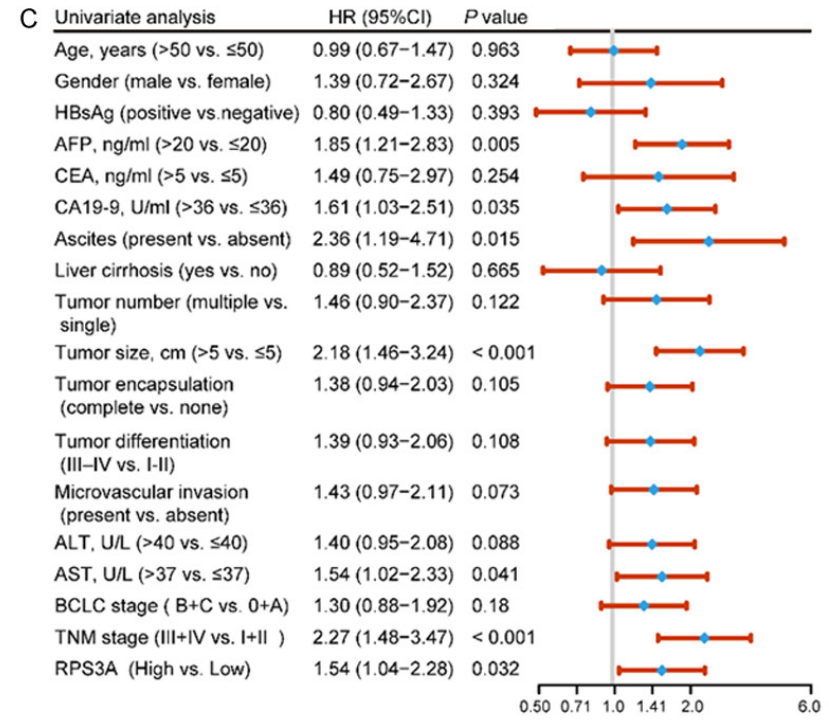 C Univariate analysis HR (95%CI) P value
Age, years (>50 vs. ≤50) 0.99 (0.67−1.47) 0.963
Gender (male vs. female) 1.39 (0.72−2.67) 0.324
HBsAg (positive vs.negative) 0.80 (0.49−1.33) 0.393
AFP, ng/ml (>20 vs. ≤20) 1.85 (1.21−2.83) 0.005
CEA, ng/ml (>5 vs. ≤5) 1.49 (0.75−2.97) 0.254
CA19-9, U/ml (>36 vs. ≤36) 1.61 (1.03−2.51) 0.035
Ascites (present vs. absent) 2.36 (1.19−4.71) 0.015
Liver cirrhosis (yes vs. no) 0.89 (0.52−1.52) 0.665
Tumor number (multiple vs. 1.46 (0.90−2.37) 0.122
single)
Tumor size, cm (>5 vs. ≤5) 2.18 (1.46−3.24) < 0.001
Tumor encapsulation 1.38 (0.94−2.03) 0.105
(complete vs. none)
Tumor differentiation 1.39 (0.93−2.06) 0.108
(III–IV vs. I-II)
Microvascular invasion 1.43 (0.97−2.11) 0.073
(present vs. absent)
ALT, U/L (>40 vs. ≤40) 1.40 (0.95−2.08) 0.088
AST, U/L (>37 vs. ≤37) 1.54 (1.02−2.33) 0.041
BCLC stage ( B+C vs. 0+A) 1.30 (0.88−1.92) 0.18
TNM stage (III+IV vs. I+II ) 2.27 (1.48−3.47) < 0.001
RPS3A (High vs. Low) 1.54 (1.04−2.28) 0.032
0.50 0.71 1.0 1.41 2.0 6.0